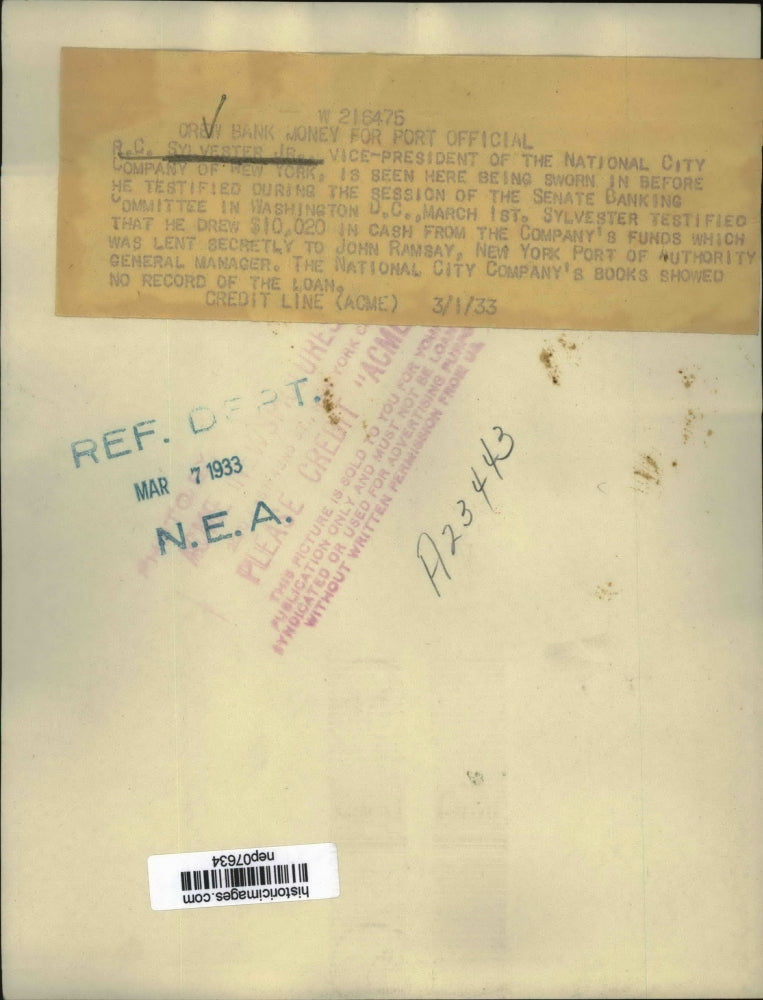 W 216475
DREW BANK MONEY FOR PORT OFFICIAL
R.C. SYLVESTER JR., VICE-PRESIDENT OF THE NATIONAL CITY
COMPANY OF NEW YORK, IS SEEN HERE BEING SWORN IN BEFORE
HE TESTIFIED DURING THE SESSION OF THE SENATE BANKING
COMMITTEE IN WASHINGTON D.C., MARCH 1ST. SYLVESTER TESTIFIED
THAT HE DREW $10,020 IN CASH FROM THE COMPANY'S FUNDS WHICH
WAS LENT SECRETLY TO JOHN RAMSAY, NEW YORK PORT OF AUTHORITY
GENERAL MANAGER. THE NATIONAL CITY COMPANY'S BOOKS SHOWED
NO RECORD OF THE LOAN.
CREDIT LINE (ACME) 3/1/33
REF. DEPT.
MAR 7 1933
N.E.A.
PLEASE CREDIT "ACME
THIS PICTURE IS SOLD TO YOU FOR YOUR
PUBLICATION ONLY AND MUST NOT BE LOANED
SYNDICATED OR USED FOR ADVERTISING PURPOSES
WITHOUT WRITTEN PERMISSION FROM US
A23443
historicimages.com
nep07634